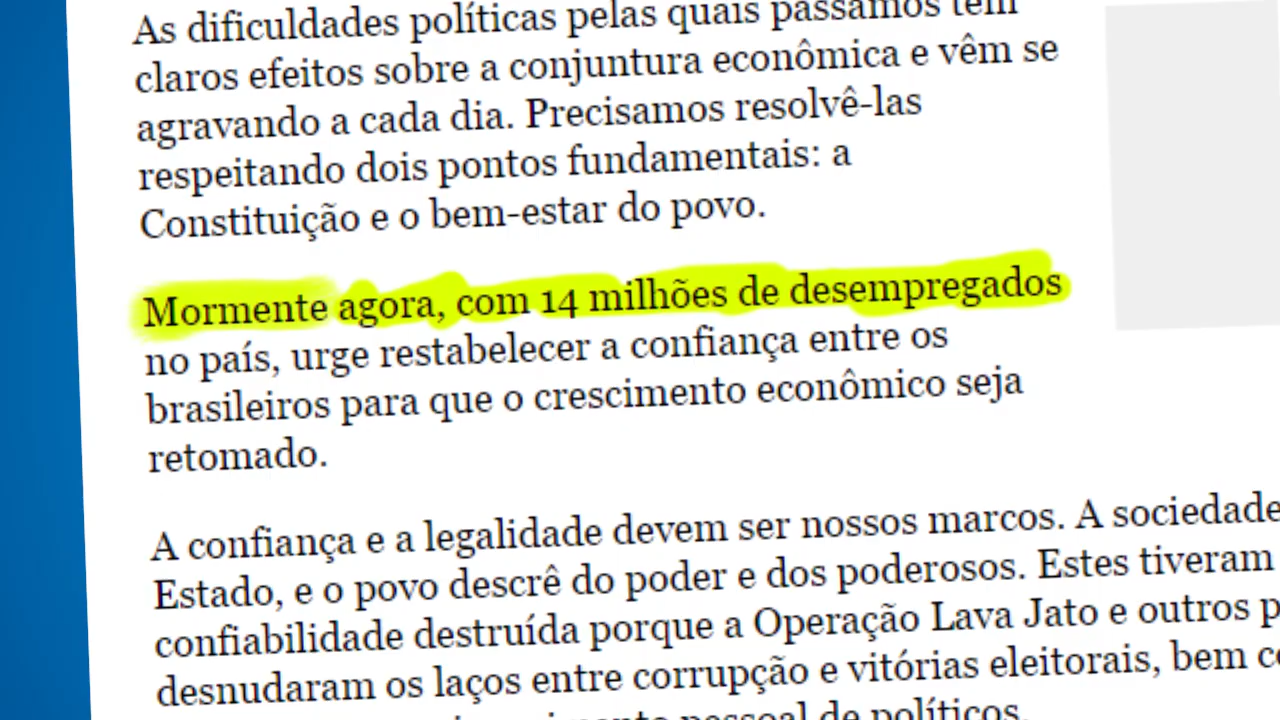 As dificuldades políticas pelas quais passamos têm
claros efeitos sobre a conjuntura econômica e vêm se
agravando a cada dia. Precisamos resolvê-las
respeitando dois pontos fundamentais: a
Constituição e o bem-estar do povo.
Mormente agora, com 14 milhões de desempregados
no país, urge restabelecer a confiança entre os
brasileiros para que o crescimento econômico seja
retomado.
A confiança e a legalidade devem ser nossos marcos. A sociedade
Estado, e o povo descrê do poder e dos poderosos. Estes tiveram
confiabilidade destruída porque a Operação Lava Jato e outros
desnudaram os laços entre corrupção e vitórias eleitorais, bem
pessoal de políticos.